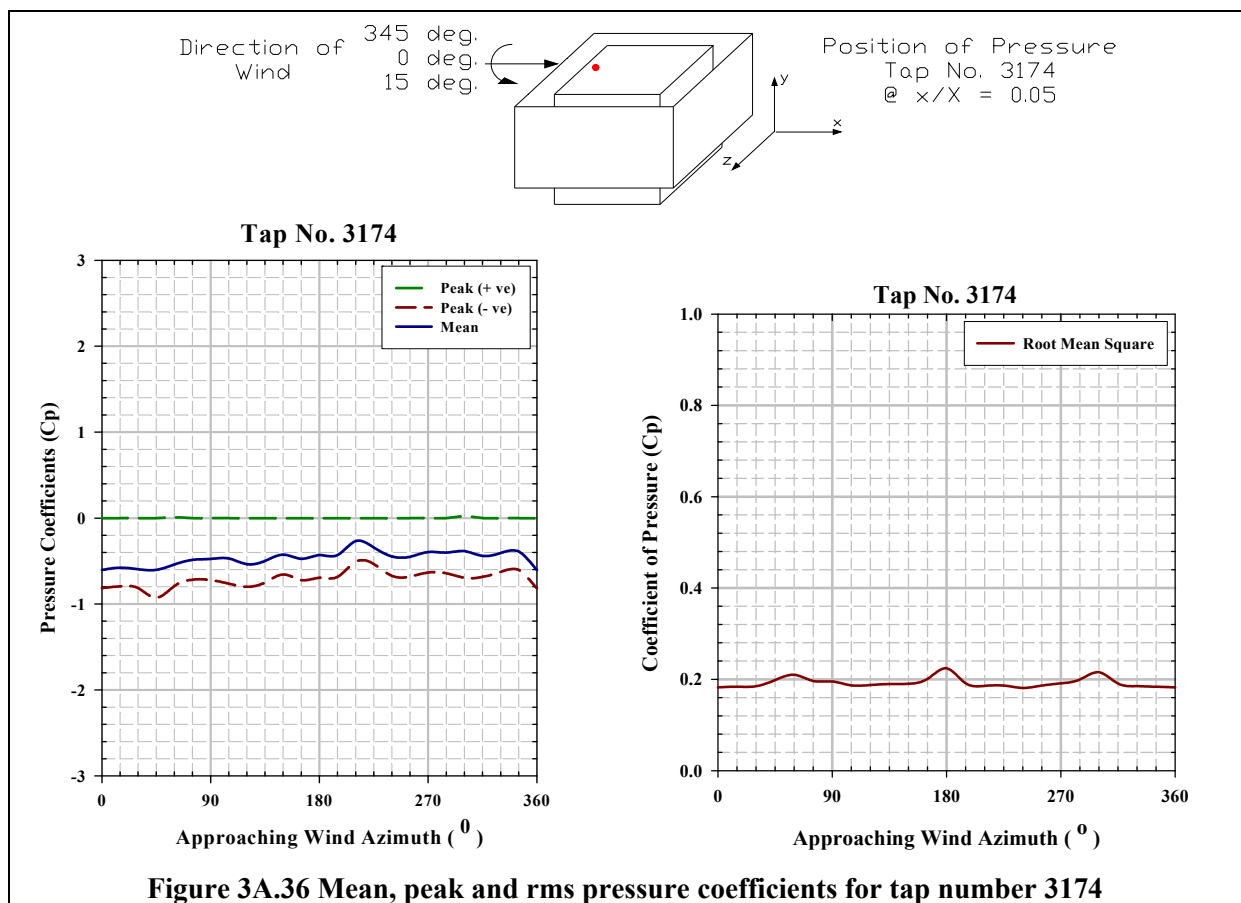 Direction of Wind
345 deg.
0 deg.
15 deg.
Position of Pressure
Tap No. 3174
@ x/X = 0.05
y
x
z
Tap No. 3174
Pressure Coefficients (Cp)
3
2
1
0
-1
-2
-3
Peak (+ ve)
Peak (- ve)
Mean
0 90 180 270 360
Approaching Wind Azimuth ( 0 )
Tap No. 3174
Coefficient of Pressure (Cp)
1.0
0.8
0.6
0.4
0.2
0.0
Root Mean Square
0 90 180 270 360
Approaching Wind Azimuth ( o )
Figure 3A.36 Mean, peak and rms pressure coefficients for tap number 3174